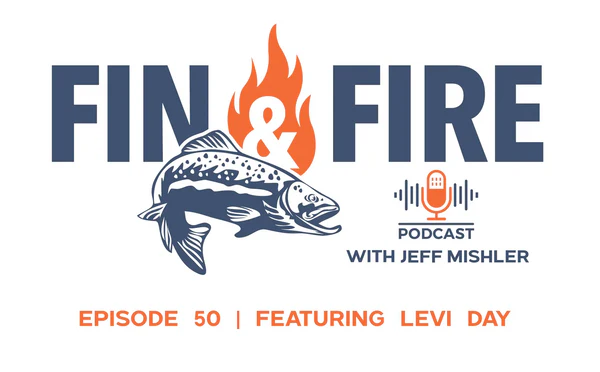 FIN & FIRE
PODCAST
WITH JEFF MISHLER
EPISODE 50 | FEATURING LEVI DAY